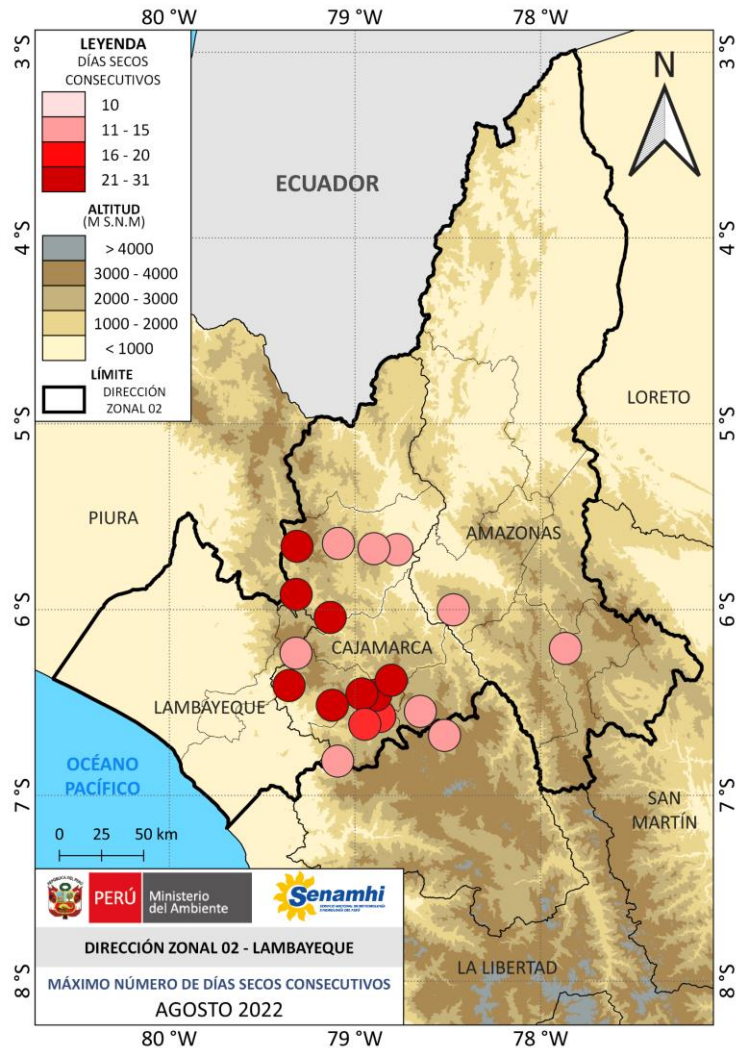 80 °W
79 °W
78 °W
LEYENDA
DÍAS SECOS
CONSECUTIVOS
10
11 - 15
16 - 20
21 - 31
ALTITUD
(M S.N.M)
> 4000
3000 - 4000
2000 - 3000
1000 - 2000
< 1000
LÍMITE
DIRECCIÓN
ZONAL 02
3°S
4°S
5°S
6°S
7°S
8°S
N
ECUADOR
LORETO
PIURA
AMAZONAS
CAJAMARCA
LAMBAYEQUE
OCÉANO
PACÍFICO
SAN
MARTÍN
LA LIBERTAD
0 25 50 km
PERÚ
Ministerio
del Ambiente
Senamhi
DIRECCIÓN ZONAL 02 - LAMBAYEQUE
MÁXIMO NÚMERO DE DÍAS SECOS CONSECUTIVOS
AGOSTO 2022
3°S
4°S
5°S
6°S
7°S
8°S
80 °W
79 °W
78 °W